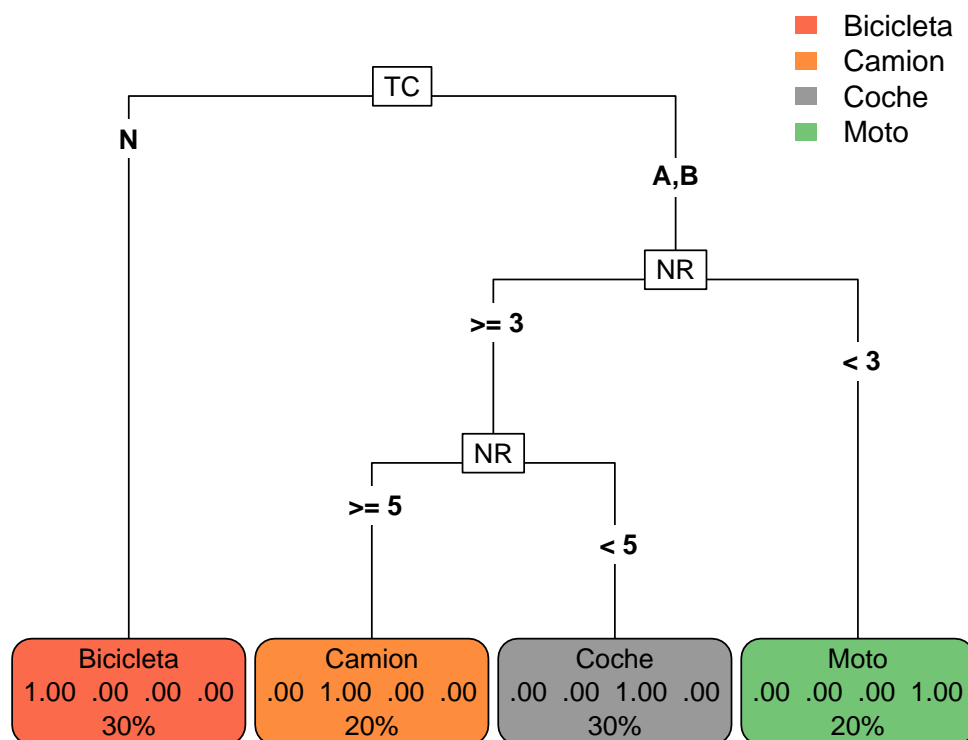 Bicicleta
Camion
Coche
Moto
TC
N
A,B
NR
>= 3
< 3
NR
>= 5
< 5
Bicicleta
1.00 .00 .00 .00
30%
Camion
.00 1.00 .00 .00
20%
Coche
.00 .00 1.00 .00
30%
Moto
.00 .00 .00 1.00
20%